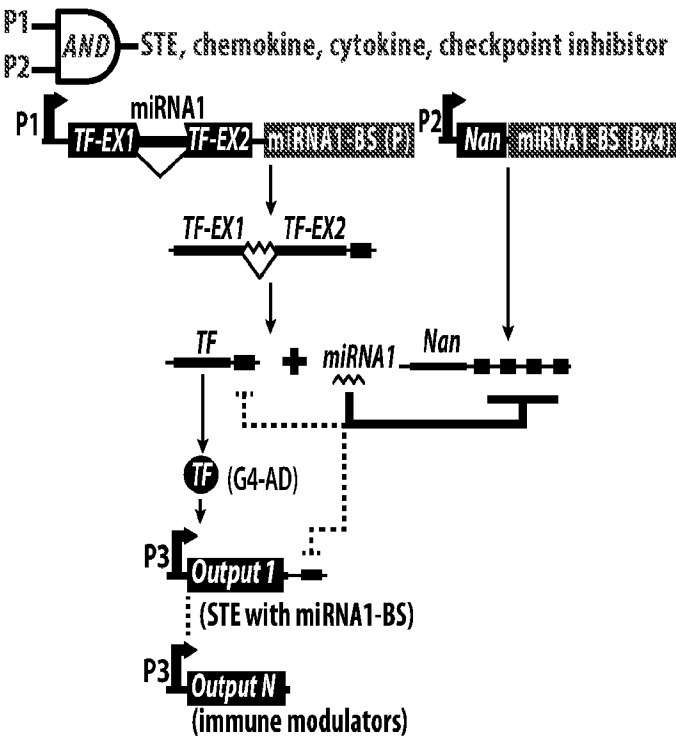 P1
AND
STE, chemokine, cytokine, checkpoint inhibitor
P2
miRNA1
P1
TF-EX1
TF-EX2
miRNA1-BS (P)
P2
Nan
miRNA1-BS (Bx4)
TF-EX1
TF-EX2
TF
+
miRNA1
Nan
TF
(G4-AD)
P3
Output 1
(STE with miRNA1-BS)
P3
Output N
(immune modulators)